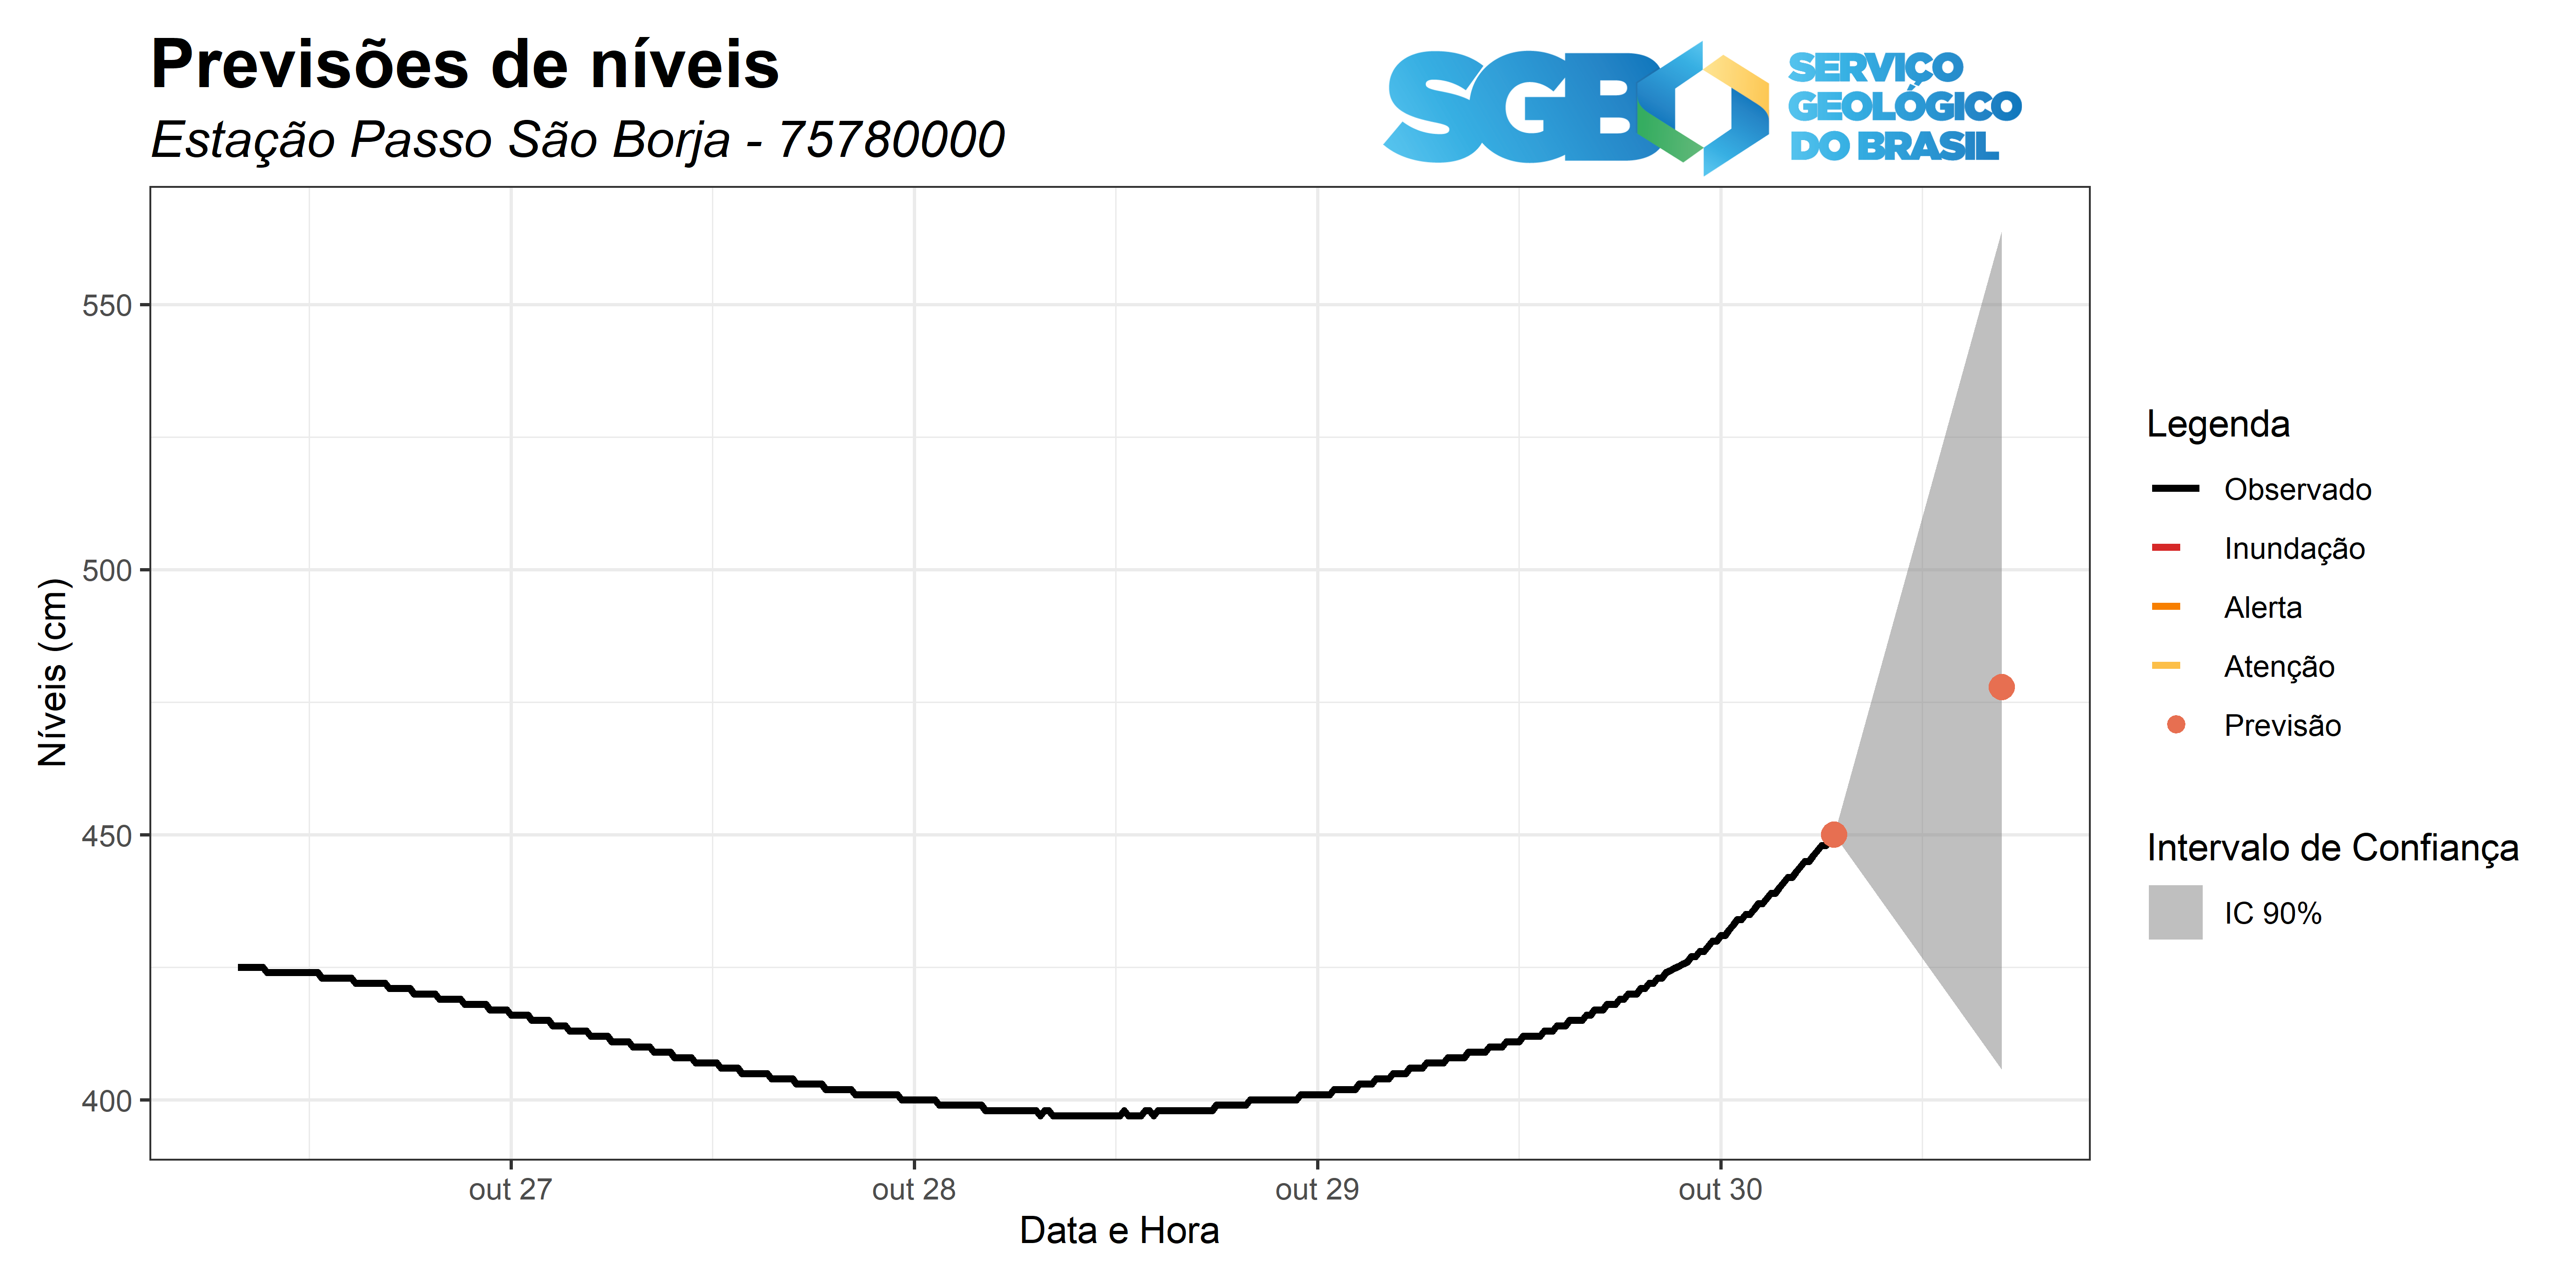 Previsões de níveis
Estação Passo São Borja - 75780000
SGB
SERVIÇO
GEOLÓGICO
DO BRASIL
Níveis (cm)
550
500
450
400
out 27
out 28
out 29
out 30
Data e Hora
Legenda
Observado
Inundação
Alerta
Atenção
Previsão
Intervalo de Confiança
IC 90%